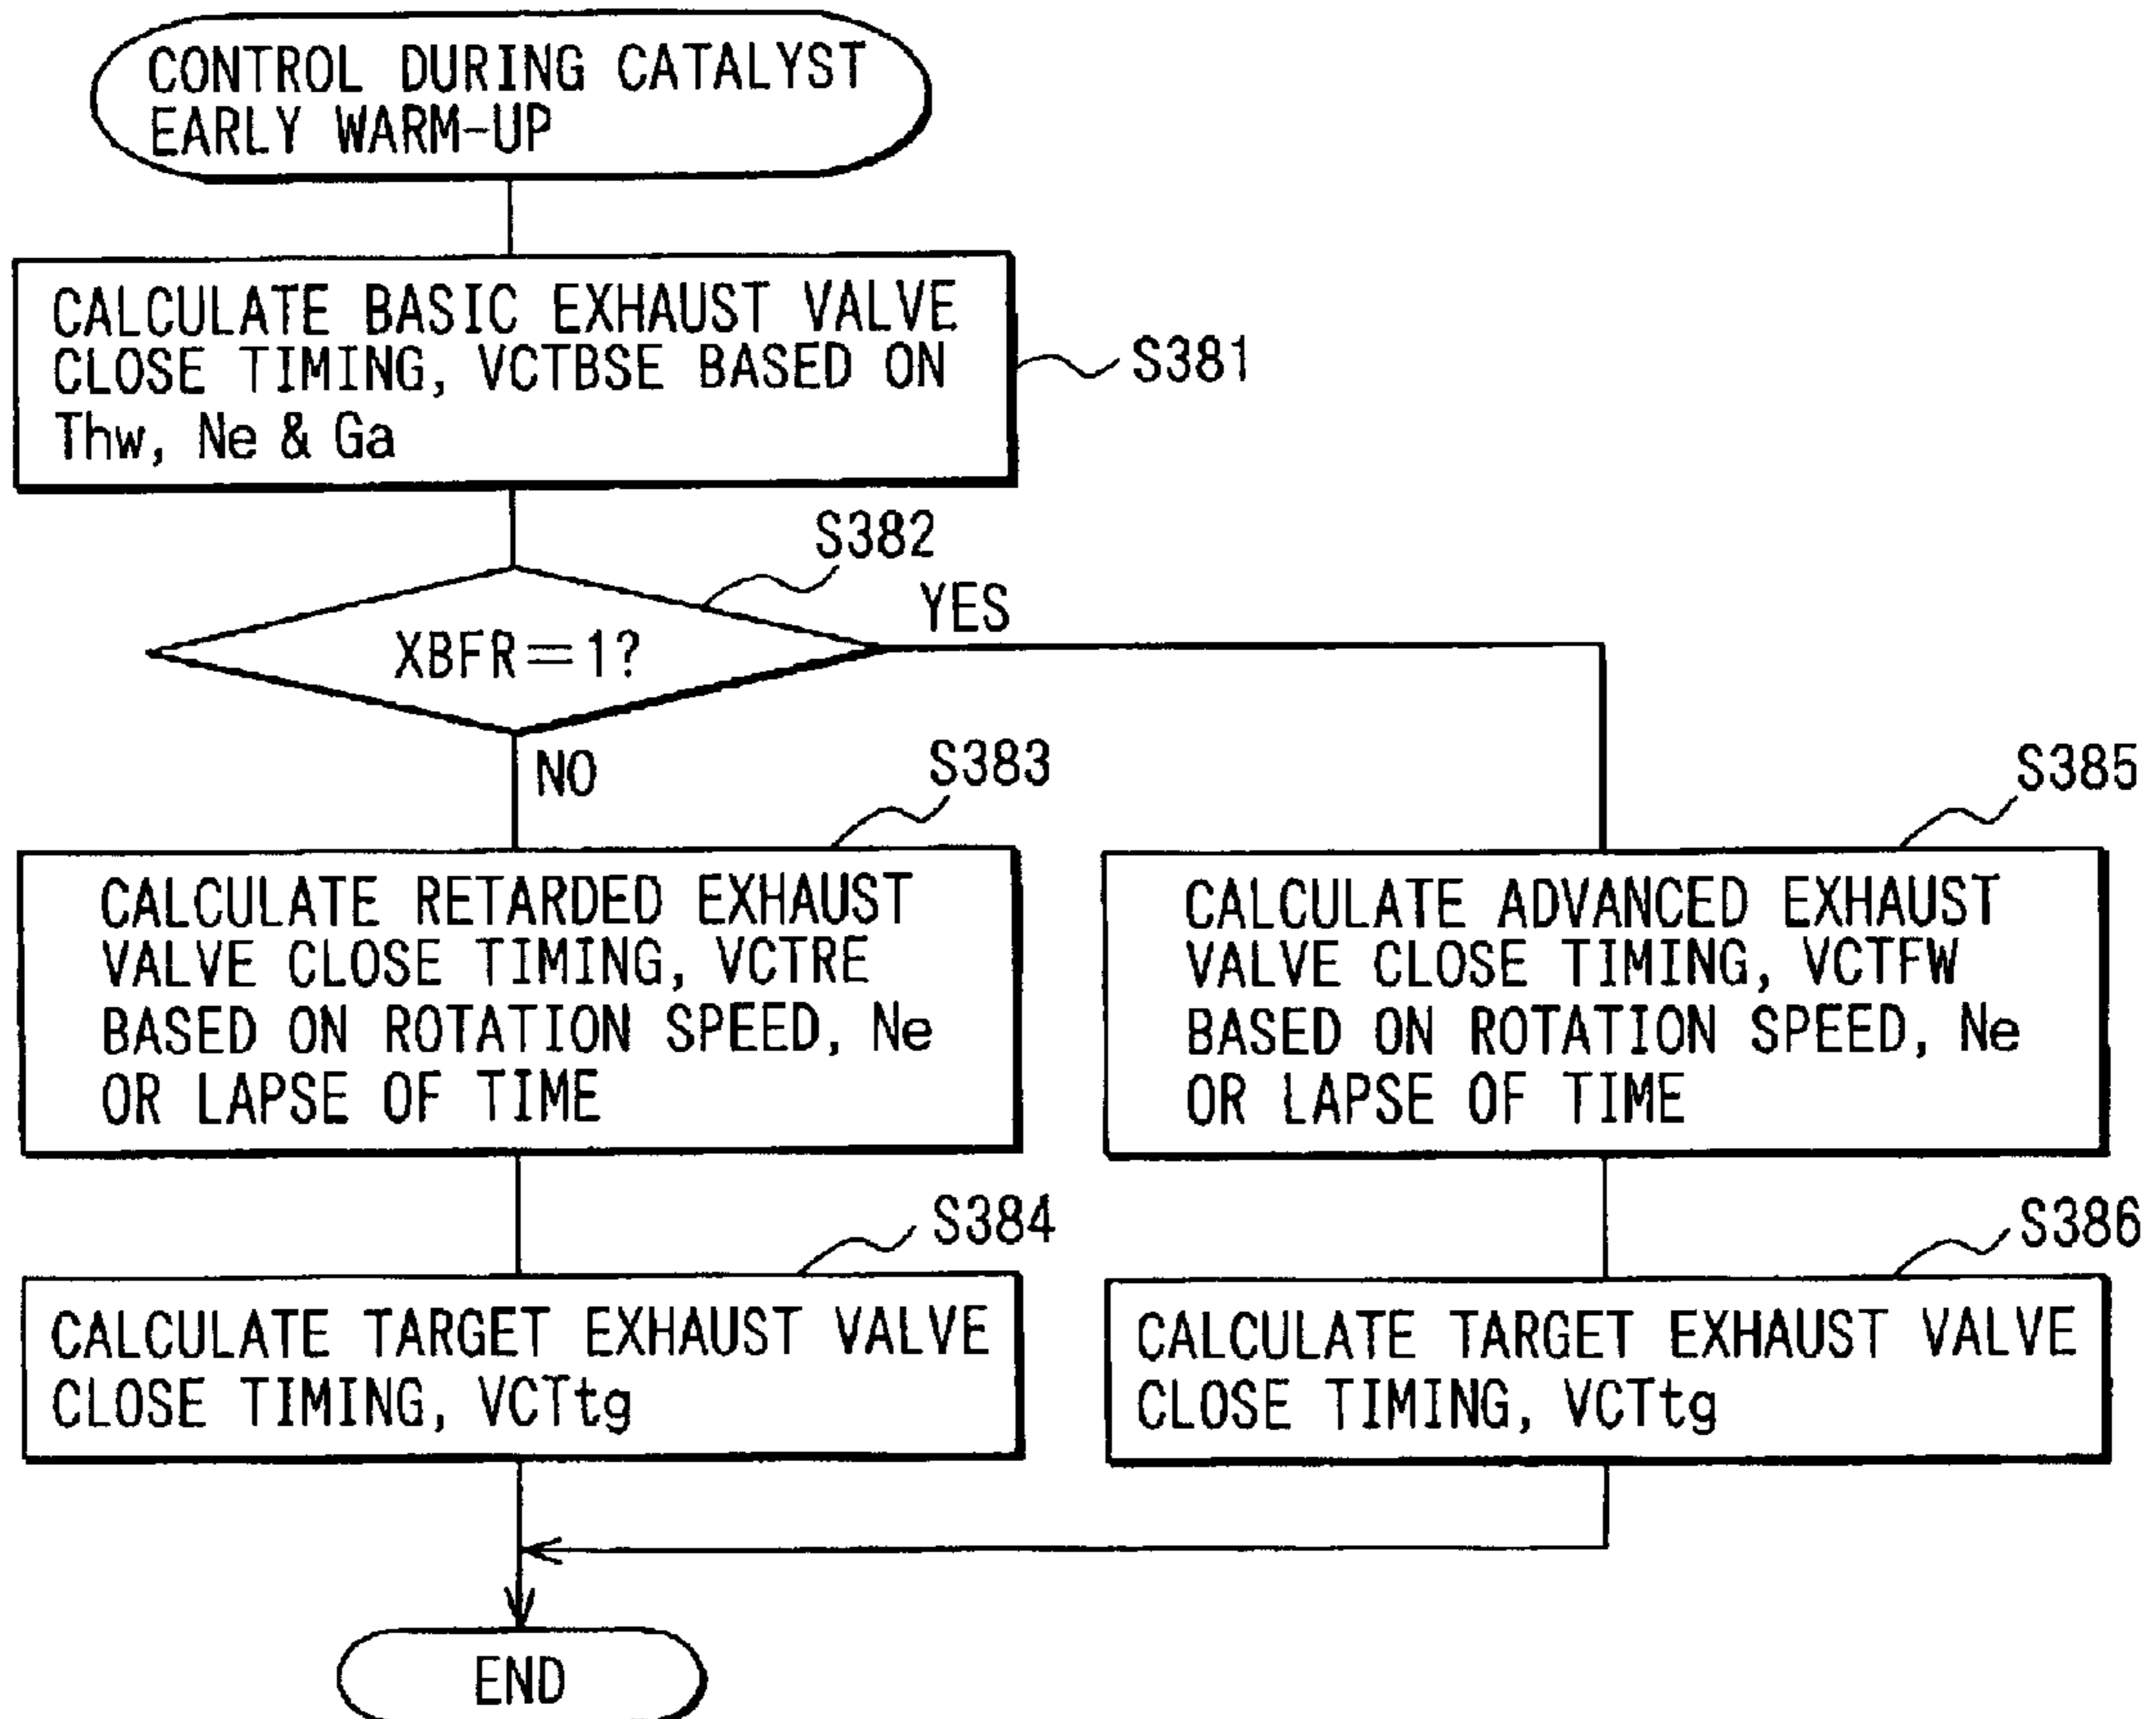 CONTROL DURING CATALYST
EARLY WARM-UP
CALCULATE BASIC EXHAUST VALVE
CLOSE TIMING, VCTBSE BASED ON
Thw, Ne & Ga
S381
S382
XBFR=1?
YES
NO
S383
CALCULATE RETARDED EXHAUST
VALVE CLOSE TIMING, VCTRE
BASED ON ROTATION SPEED, Ne
OR LAPSE OF TIME
S385
CALCULATE ADVANCED EXHAUST
VALVE CLOSE TIMING, VCTFW
BASED ON ROTATION SPEED, Ne
OR LAPSE OF TIME
S384
CALCULATE TARGET EXHAUST VALVE
CLOSE TIMING, VCTtg
S386
CALCULATE TARGET EXHAUST VALVE
CLOSE TIMING, VCTtg
END